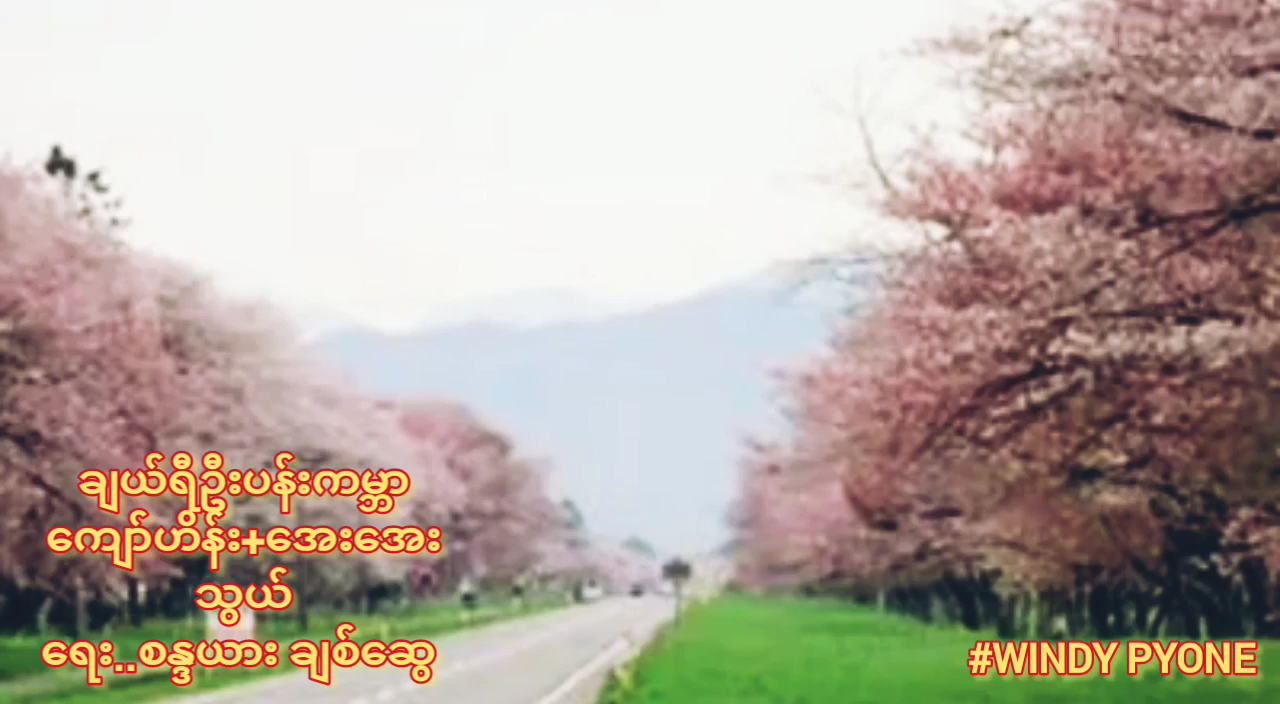 ချယ်ရီဦးပန်းကမ္ဘာ
ကျော်ဟိန်း+အေးအေး
သွယ်
ရေး..စန္ဒယား ချစ်ဆွေ
#WINDY PYONE